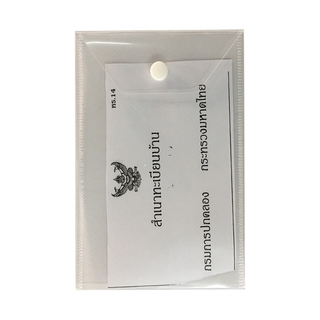 ทร.14
สำเนาทะเบียนบ้าน
กรมการปกครอง กระทรวงมหาดไทย